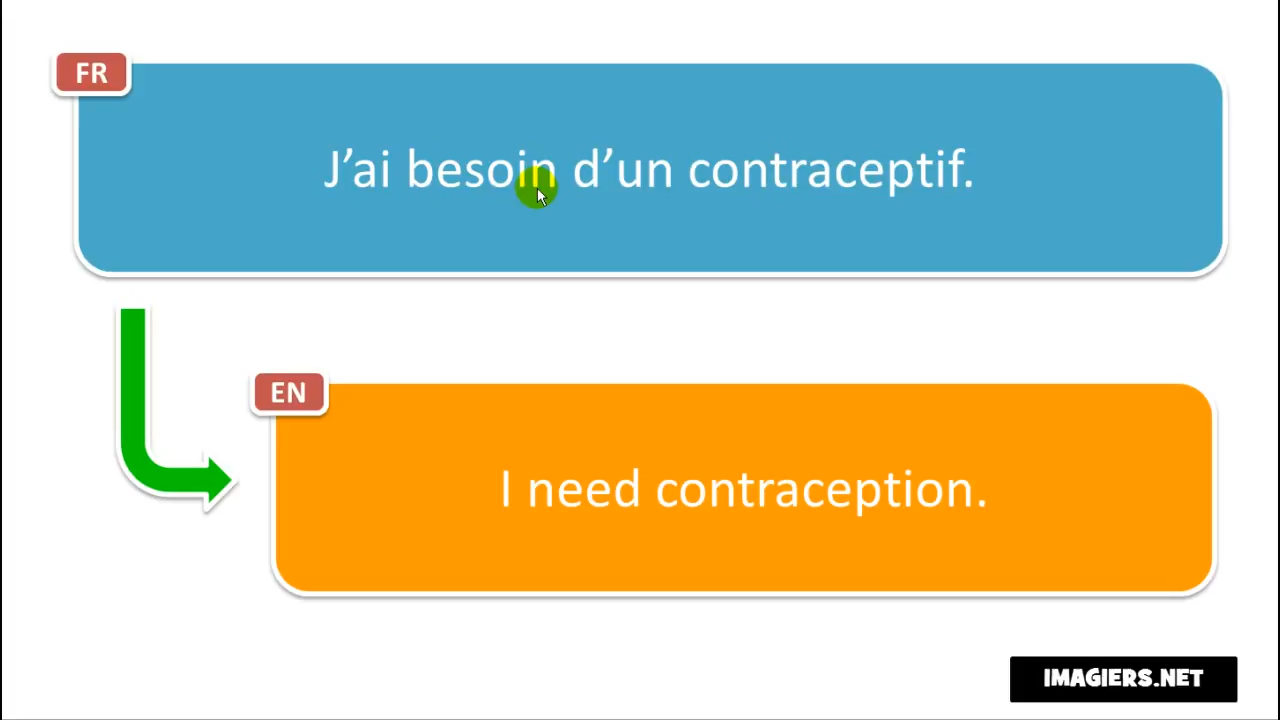 FR
J’ai besoin d’un contraceptif.
EN
I need contraception.
IMAGIERS.NET